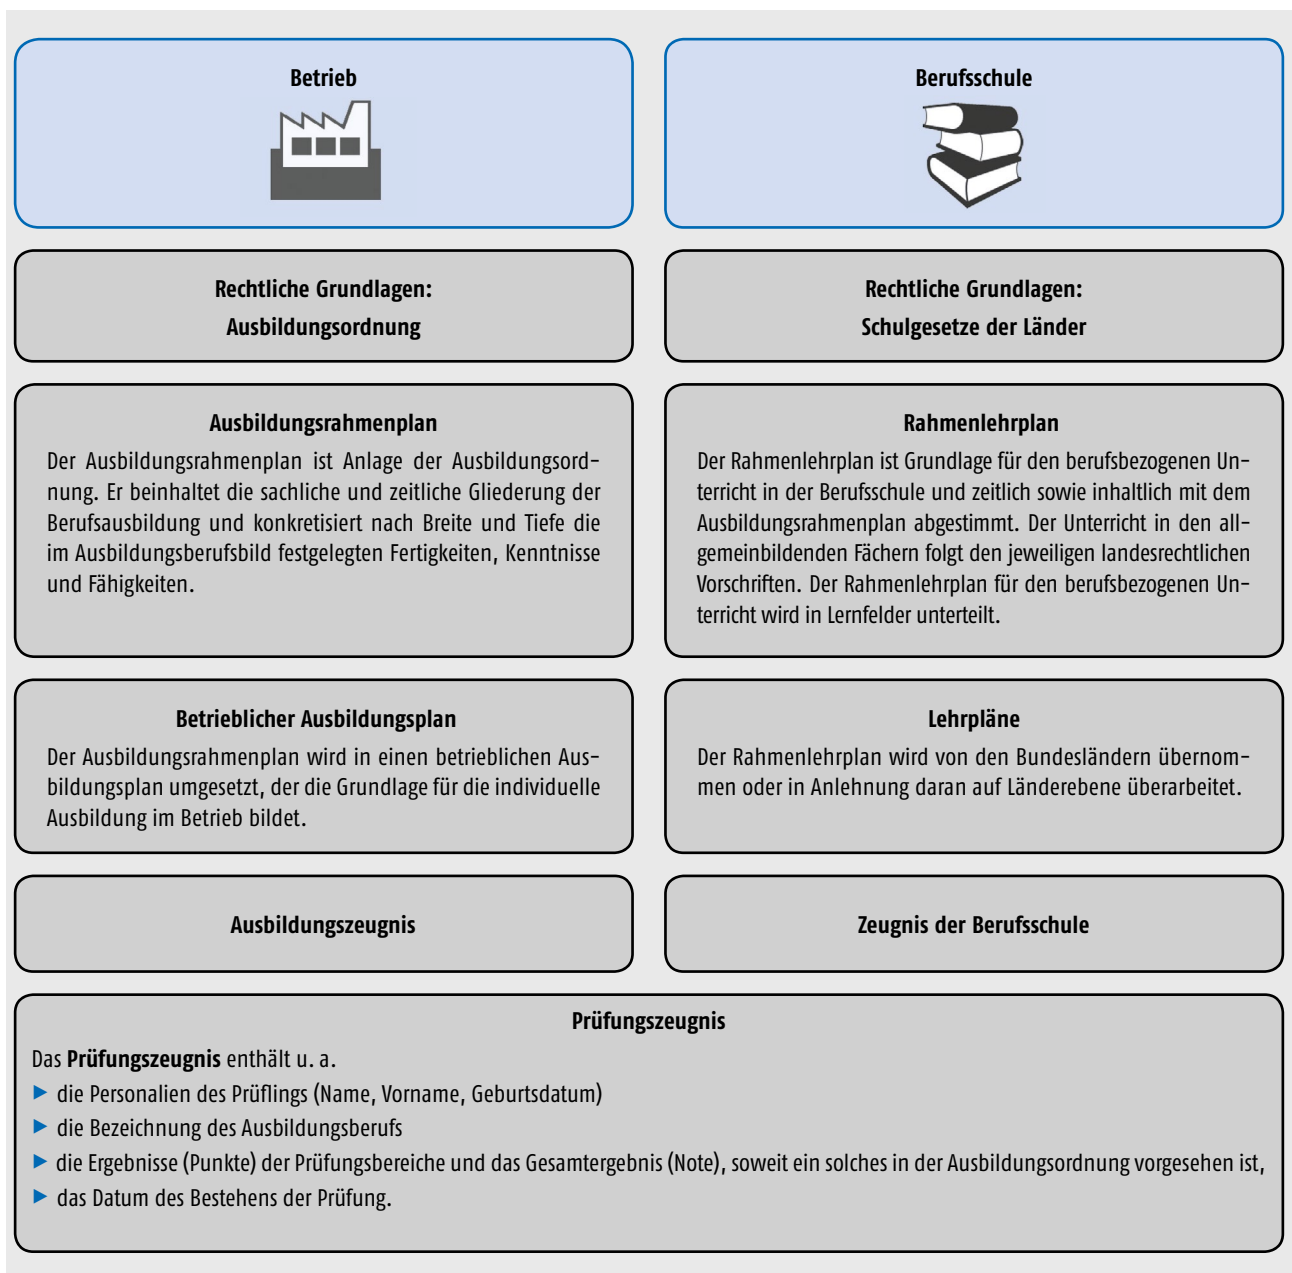 Betrieb
Berufsschule
Rechtliche Grundlagen:
Ausbildungsordnung
Rechtliche Grundlagen:
Schulgesetze der Länder
Ausbildungsrahmenplan
Der Ausbildungsrahmenplan ist Anlage der Ausbildungsord-
nung. Er beinhaltet die sachliche und zeitliche Gliederung der
Berufsausbildung und konkretisiert nach Breite und Tiefe die
im Ausbildungsberufsbild festgelegten Fertigkeiten, Kenntnisse
und Fähigkeiten.
Rahmenlehrplan
Der Rahmenlehrplan ist Grundlage für den berufsbezogenen Un-
terricht in der Berufsschule und zeitlich sowie inhaltlich mit dem
Ausbildungsrahmenplan abgestimmt. Der Unterricht in den all-
gemeinbildenden Fächern folgt den jeweiligen landesrechtlichen
Vorschriften. Der Rahmenlehrplan für den berufsbezogenen Un-
terricht wird in Lernfelder unterteilt.
Betrieblicher Ausbildungsplan
Der Ausbildungsrahmenplan wird in einen betrieblichen Aus-
bildungsplan umgesetzt, der die Grundlage für die individuelle
Ausbildung im Betrieb bildet.
Lehrpläne
Der Rahmenlehrplan wird von den Bundesländern übernom-
men oder in Anlehnung daran auf Länderebene überarbeitet.
Ausbildungszeugnis
Zeugnis der Berufsschule
Prüfungszeugnis
Das Prüfungszeugnis enthält u. a.
▶ die Personalien des Prüflings (Name, Vorname, Geburtsdatum)
▶ die Bezeichnung des Ausbildungsberufs
▶ die Ergebnisse (Punkte) der Prüfungsbereiche und das Gesamtergebnis (Note), soweit ein solches in der Ausbildungsordnung vorgesehen ist,
▶ das Datum des Bestehens der Prüfung.